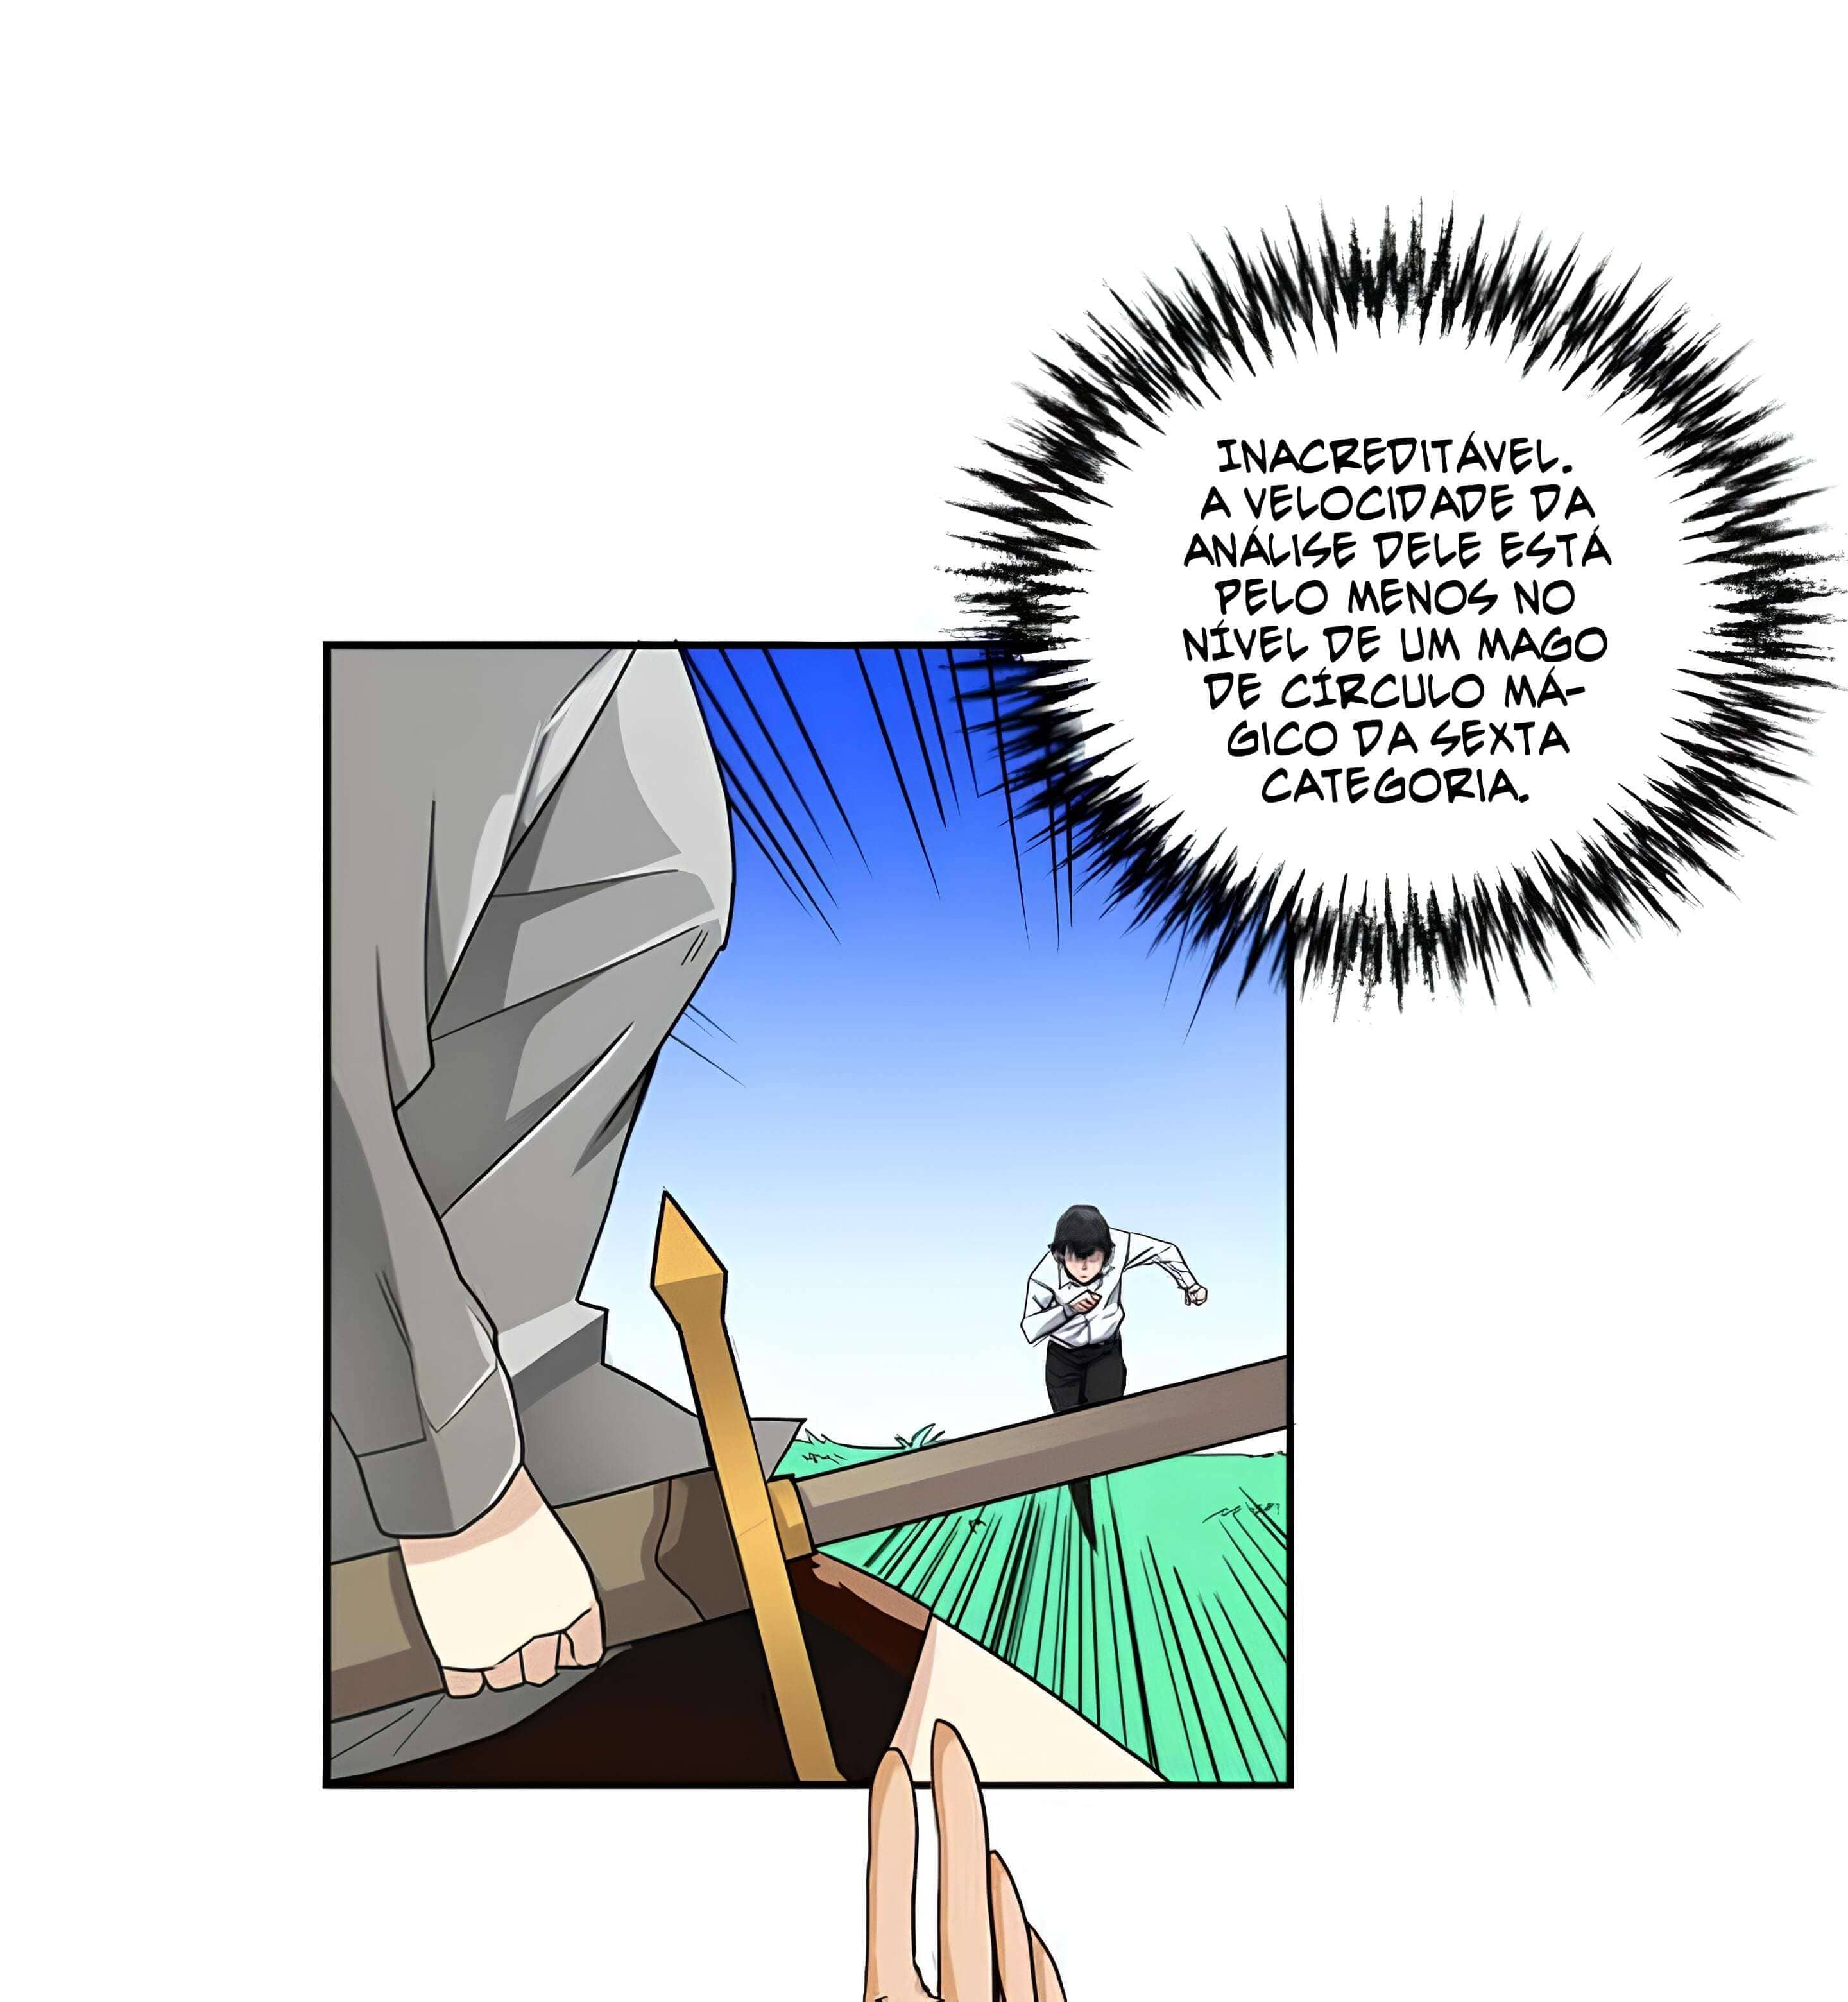 INACREDITÁVEL.
A VELOCIDADE DA
ANÁLISE DELE ESTÁ
PELO MENOS NO
NÍVEL DE UM MAGO
DE CÍRCULO MÁ-
GICO DA SEXTA
CATEGORIA.